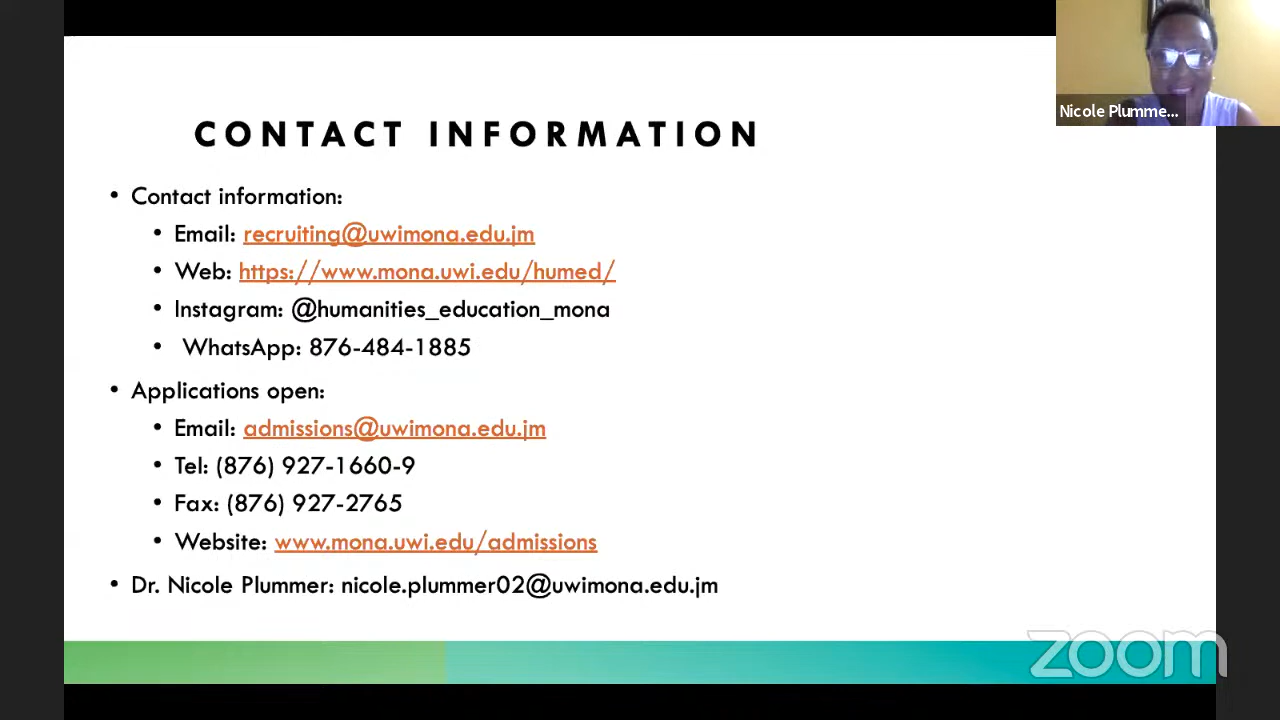 CONTACT INFORMATION
• Contact information:
• Email: recruiting@uwimona.edu.jm
• Web: https://www.mona.uwi.edu/humed/
• Instagram: @humanities_education_mona
• WhatsApp: 876-484-1885
• Applications open:
• Email: admissions@uwimona.edu.jm
• Tel: (876) 927-1660-9
• Fax: (876) 927-2765
• Website: www.mona.uwi.edu/admissions
• Dr. Nicole Plummer: nicole.plummer02@uwimona.edu.jm
Nicole Plumme...
zoom